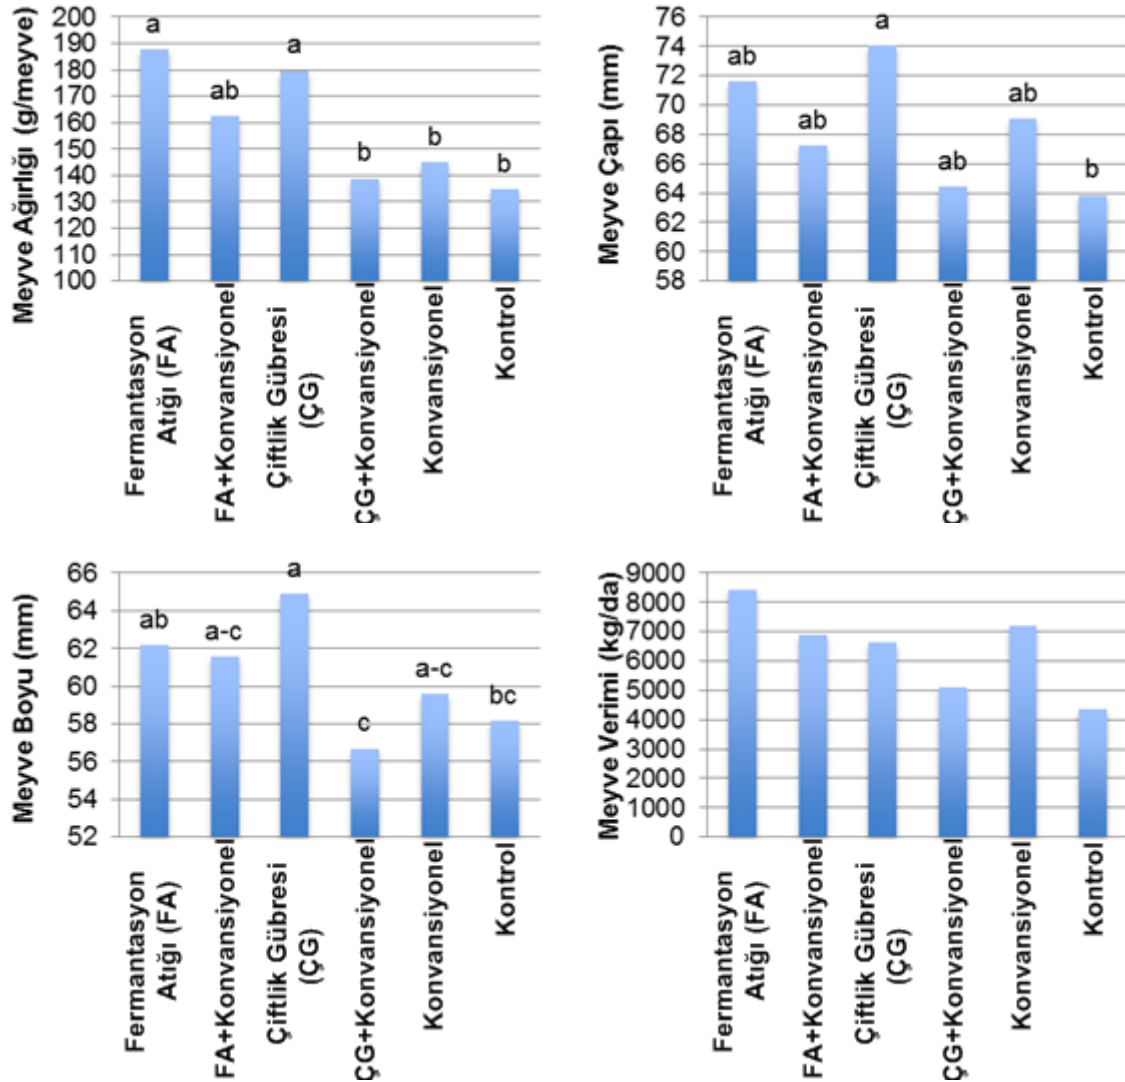 Meyve Ağırlığı (g/meyve)
200
190
180
170
160
150
140
130
120
110
100
a
ab
a
b
b
b
Fermantasyon
Atığı (FA)
FA+Konvansiyonel
Çiftlik Gübresi
(ÇG)
ÇG+Konvansiyonel
Konvansiyonel
Kontrol
Meyve Çapı (mm)
76
74
72
70
68
66
64
62
60
58
ab
ab
a
ab
ab
b
Fermantasyon
Atığı (FA)
FA+Konvansiyonel
Çiftlik Gübresi
(ÇG)
ÇG+Konvansiyonel
Konvansiyonel
Kontrol
Meyve Boyu (mm)
66
64
62
60
58
56
54
52
ab
a-c
a
c
a-c
bc
Fermantasyon
Atığı (FA)
FA+Konvansiyonel
Çiftlik Gübresi
(ÇG)
ÇG+Konvansiyonel
Konvansiyonel
Kontrol
Meyve Verimi (kg/da)
9000
8000
7000
6000
5000
4000
3000
2000
1000
0
Fermantasyon
Atığı (FA)
FA+Konvansiyonel
Çiftlik Gübresi
(ÇG)
ÇG+Konvansiyonel
Konvansiyonel
Kontrol